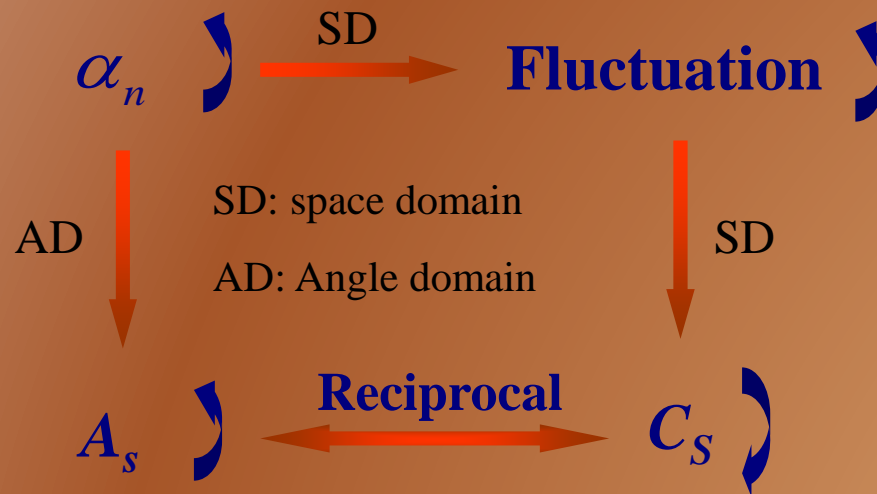 SD
αn
Fluctuation
SD: space domain
AD
SD
AD: Angle domain
Reciprocal
As
CS